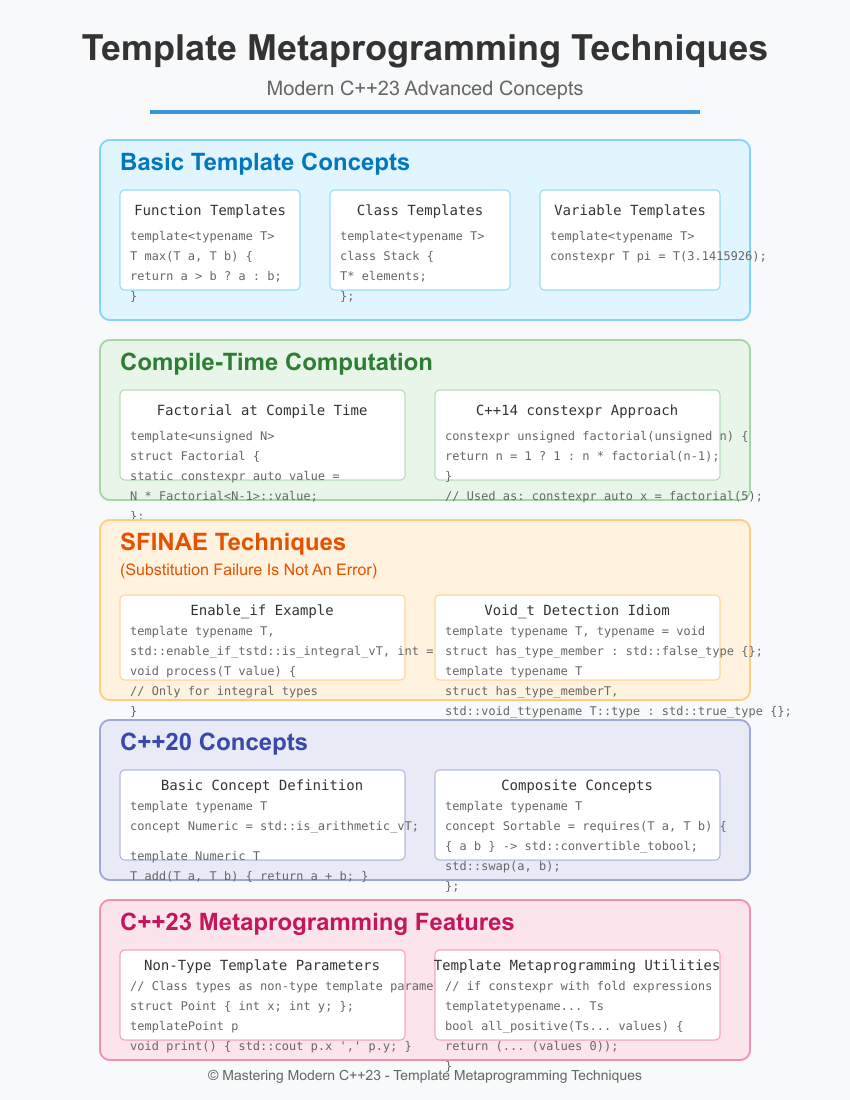 Template Metaprogramming Techniques
Modern C++23 Advanced Concepts
Basic Template Concepts
Function Templates
template<typename T>
T max(T a, T b) {
return a > b ? a : b;
}
Class Templates
template<typename T>
class Stack {
T* elements;
};
Variable Templates
template<typename T>
constexpr T pi = T(3.1415926);
Compile-Time Computation
Factorial at Compile Time
template<unsigned N>
struct Factorial {
static constexpr auto value =
N * Factorial<N-1>::value;
};
C++14 constexpr Approach
constexpr unsigned factorial(unsigned n) {
return n = 1 ? 1 : n * factorial(n-1);
}
// Used as: constexpr auto x = factorial(5);
SFINAE Techniques
(Substitution Failure Is Not An Error)
Enable_if Example
template typename T,
std::enable_if_tstd::is_integral_vT, int =
void process(T value) {
// Only for integral types
}
Void_t Detection Idiom
template typename T, typename = void
struct has_type_member : std::false_type {};
template typename T
struct has_type_memberT,
std::void_ttypename T::type : std::true_type {};
C++20 Concepts
Basic Concept Definition
template typename T
concept Numeric = std::is_arithmetic_vT;
template Numeric T
T add(T a, T b) { return a + b; }
Composite Concepts
template typename T
concept Sortable = requires(T a, T b) {
{ a b } -> std::convertible_tobool;
std::swap(a, b);
};
C++23 Metaprogramming Features
Non-Type Template Parameters
// Class types as non-type template parame
struct Point { int x; int y; };
templatePoint p
void print() { std::cout p.x ',' p.y; }
Template Metaprogramming Utilities
// if constexpr with fold expressions
templatetypename... Ts
bool all_positive(Ts... values) {
return (... (values 0));
}
© Mastering Modern C++23 - Template Metaprogramming Techniques